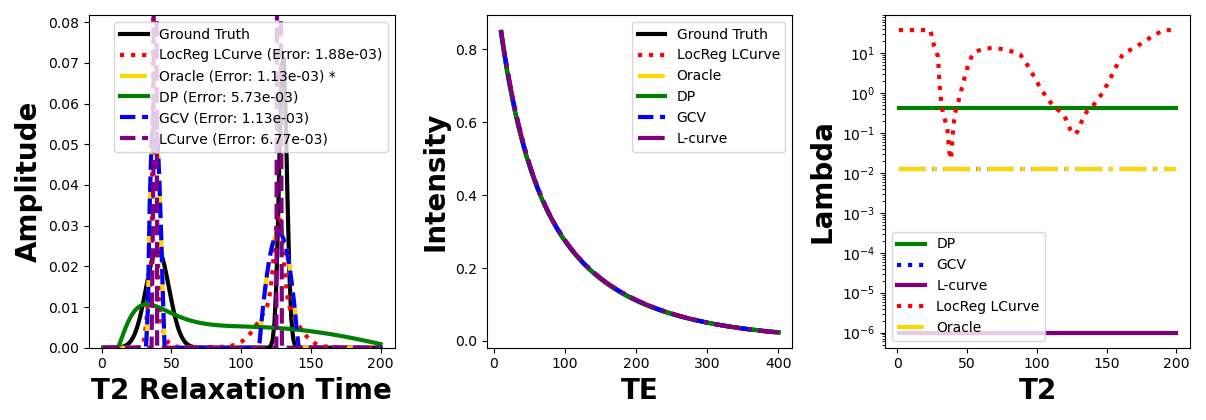 0.08
0.07
0.06
0.05
0.04
0.03
0.02
0.01
0.00
Amplitude
Ground Truth
LocReg LCurve (Error: 1.88e-03)
Oracle (Error: 1.13e-03) *
DP (Error: 5.73e-03)
GCV (Error: 1.13e-03)
LCurve (Error: 6.77e-03)
0 50 100 150 200
T2 Relaxation Time
0.8
0.6
0.4
0.2
0.0
Intensity
Ground Truth
LocReg LCurve
Oracle
DP
GCV
L-curve
0 100 200 300 400
TE
10^1
10^0
10^−1
10^−2
10^−3
10^−4
10^−5
10^−6
Lambda
DP
GCV
L-curve
LocReg LCurve
Oracle
0 50 100 150 200
T2